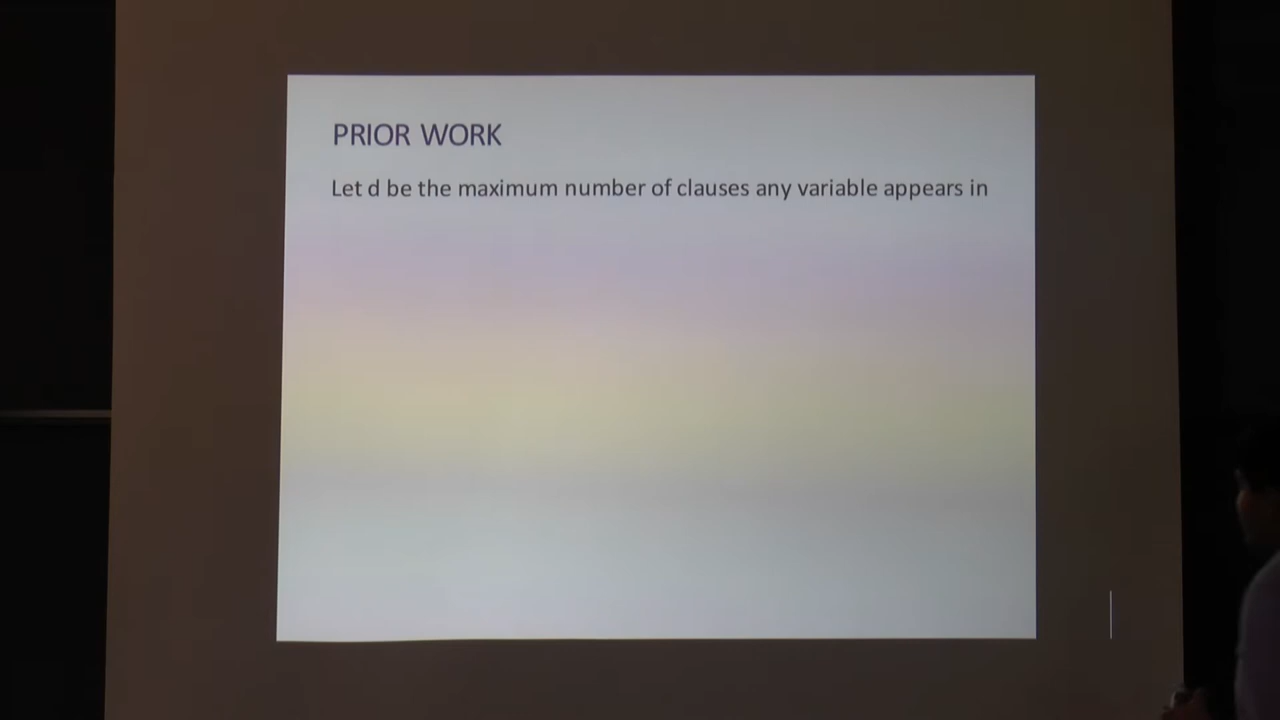 PRIOR WORK
Let d be the maximum number of clauses any variable appears in